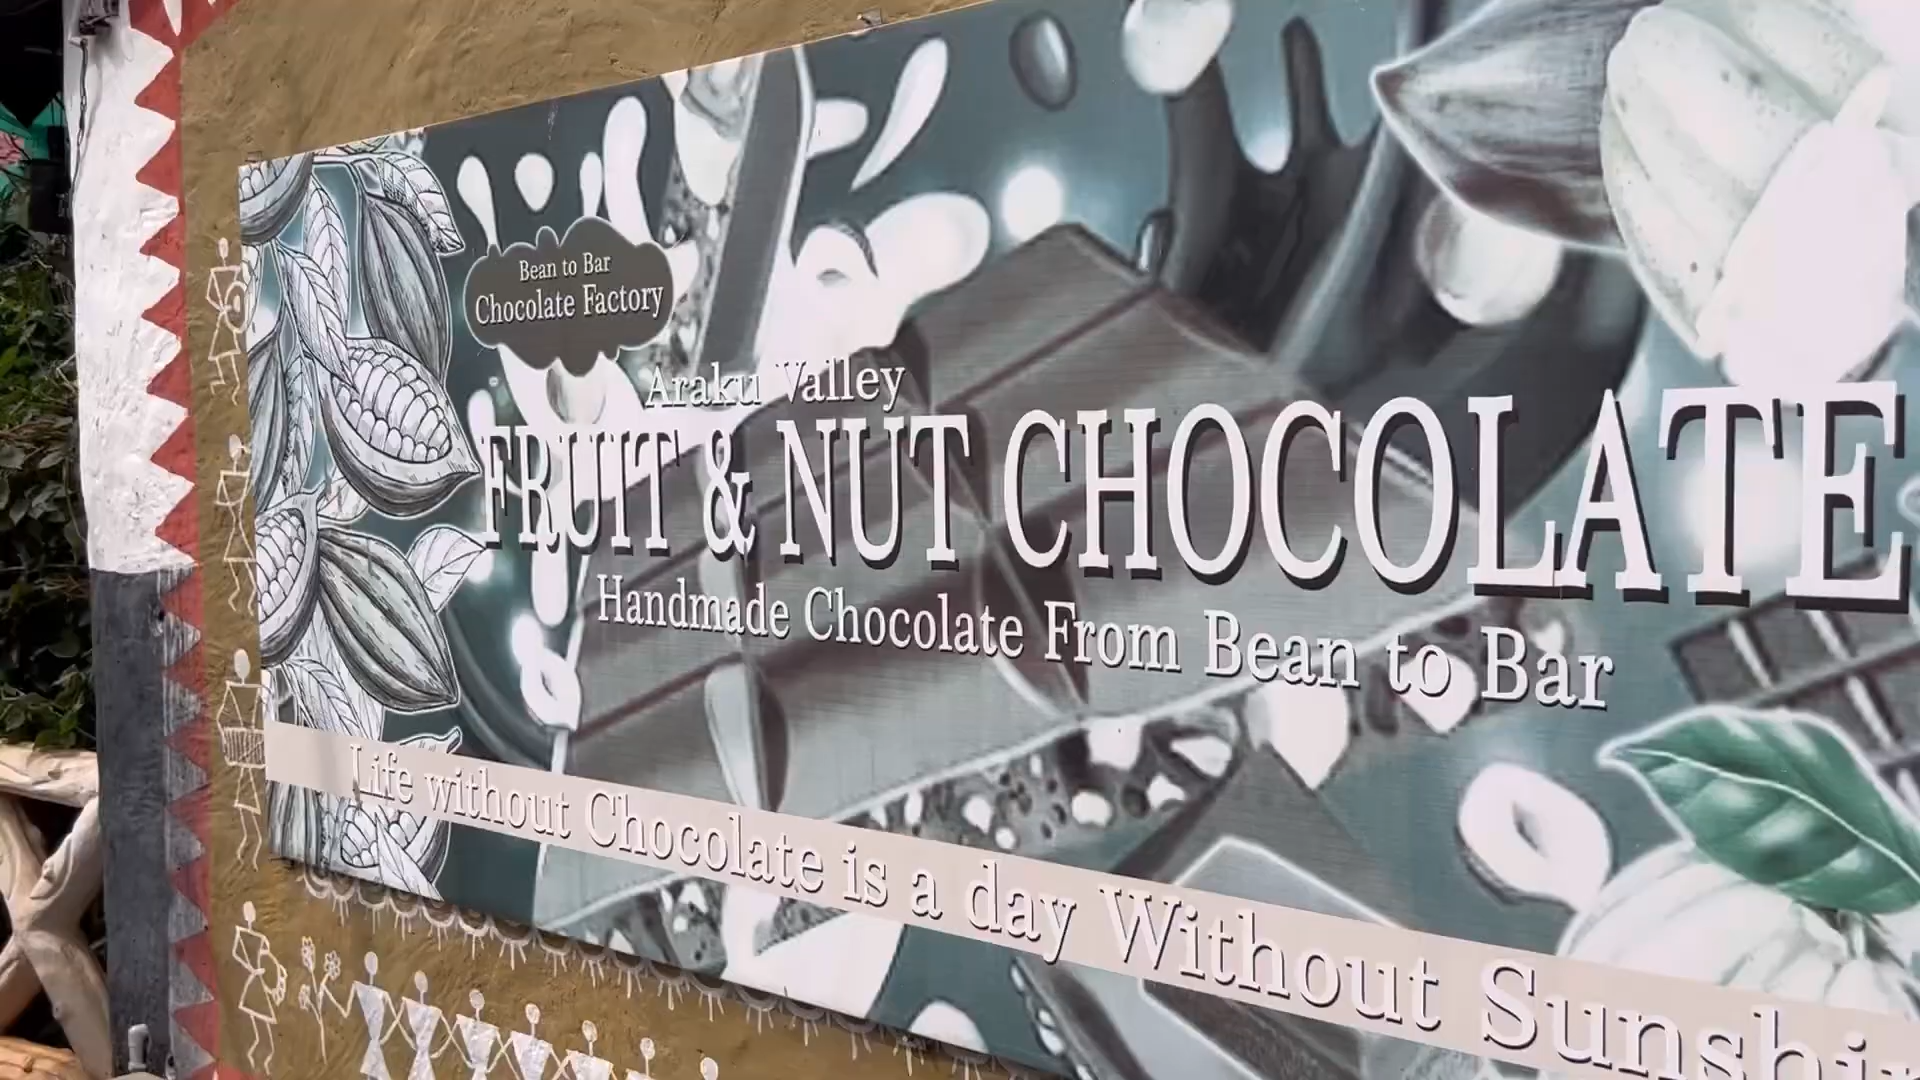 Bean to Bar
Chocolate Factory
Araku Valley
FRUIT & NUT CHOCOLATE
Handmade Chocolate From Bean to Bar
Life without Chocolate is a day Without